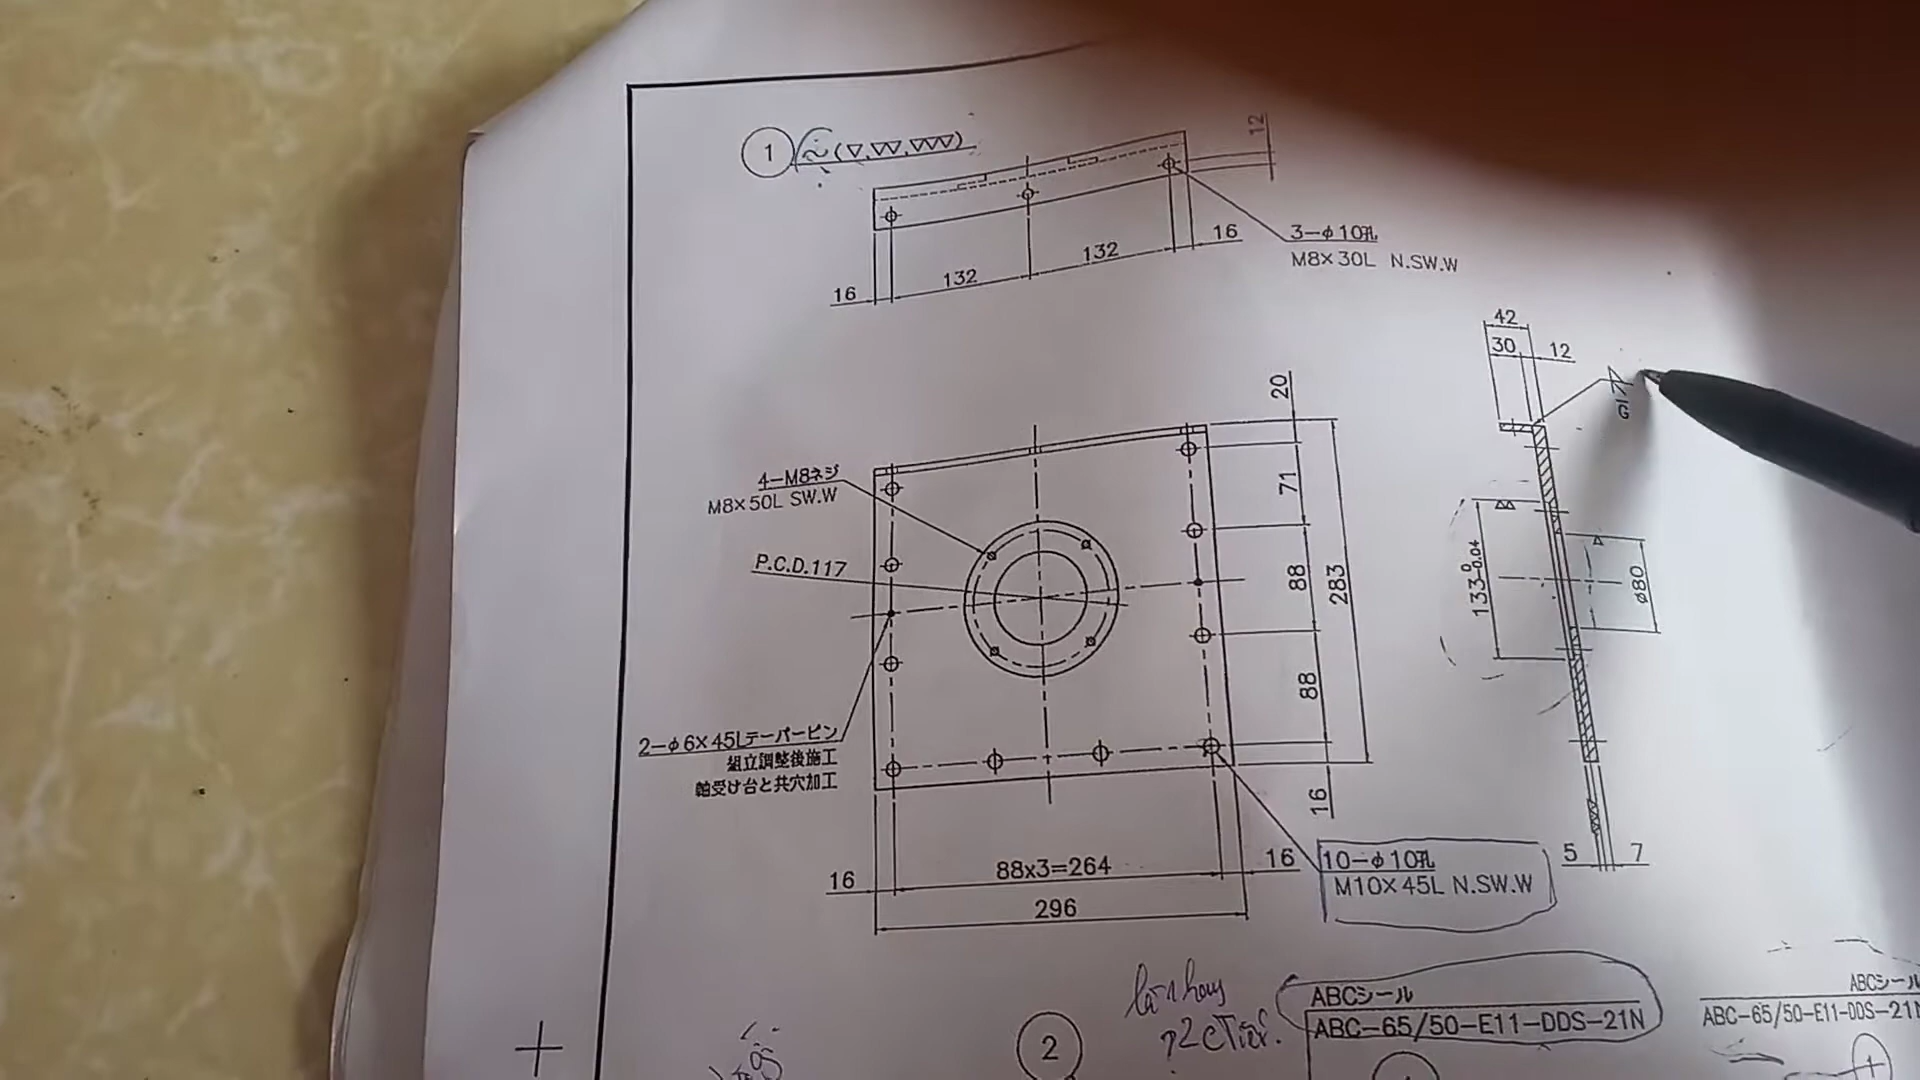 1 ~(▽,▽▽,▽▽▽)
12
16
132
132
16
3-φ10孔
M8×30L N.SW.W
42
30
12
G
20
71
88
88
283
16
4-M8ネジ
M8×50L SW.W
P.C.D.117
2-φ6×45Lテーパーピン
組立調整後施工
軸受け台と共穴加工
133 0 -0.04
φ80
5
7
16
88x3=264
16
296
10-φ10孔
M10×45L N.SW.W
2
ABCシール
ABC-65/50-E11-DDS-21N
ABCシール
ABC-65/50-E11-DDS-21N